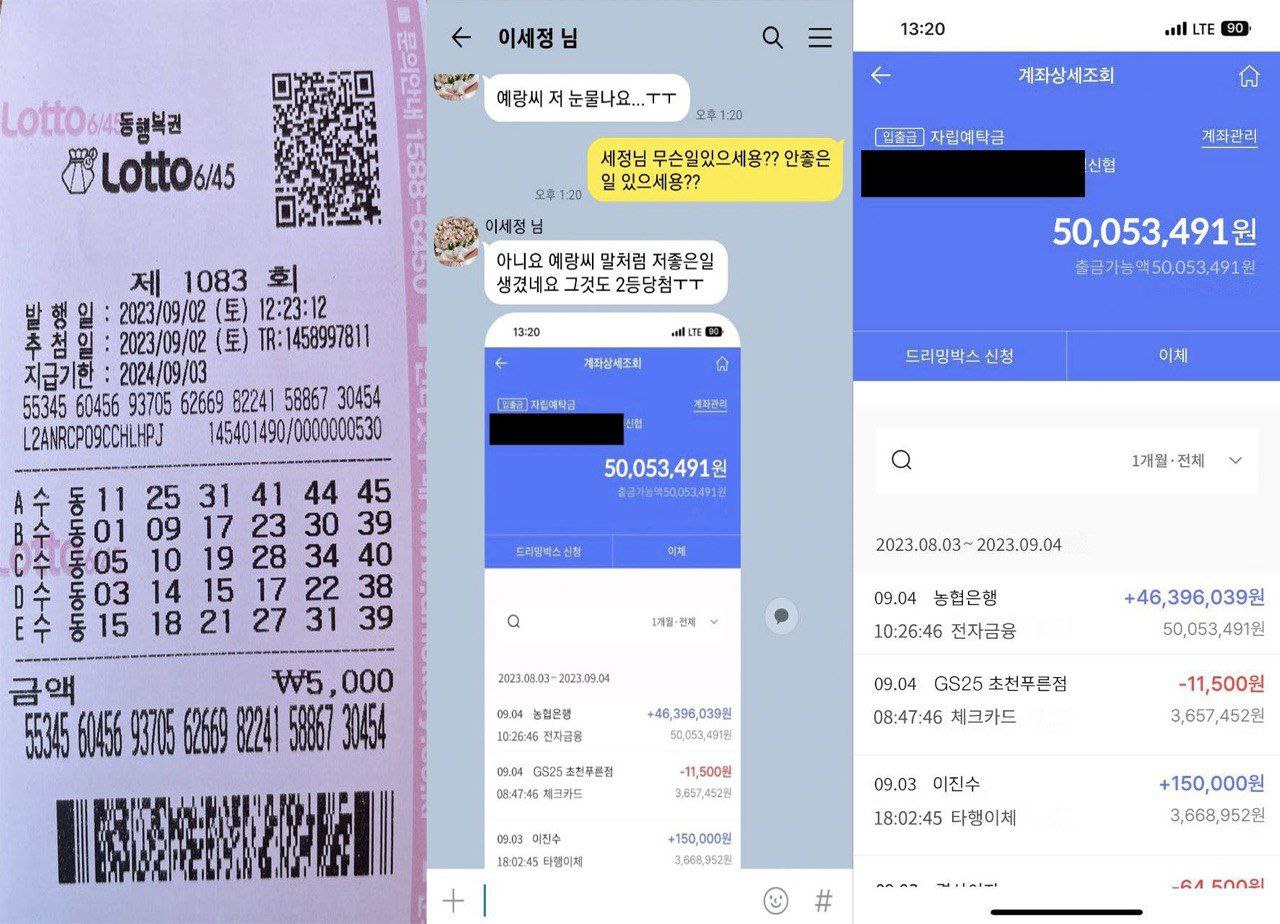 문의안내 1588-6450
Lotto 6/45
동행복권
Lotto 6/45
제 1083 회
발 행 일 : 2023/09/02 (토) 12:23:12
추 첨 일 : 2023/09/02 (토) TR:1458997811
지급기한 : 2024/09/03
55345 60456 93705 62669 82241 58867 30454
L2ANRCPO9CCHLHPJ 145401490/0000000530
A 수 동 11 25 31 41 44 45
B 수 동 01 09 17 23 30 39
C 수 동 05 10 19 28 34 40
D 수 동 03 14 15 17 22 38
E 수 동 15 18 21 27 31 39
금액 ₩5,000
55345 60456 93705 62669 82241 58867 30454
이세정 님
예랑씨 저 눈물나요...ㅜㅜ
오후 1:20
세정님 무슨일있으세용?? 안좋은
일 있으세용??
오후 1:20
이세정 님
아니요 예랑씨 말처럼 저좋은일
생겼네요 그것도 2등당첨ㅜㅜ
13:20 LTE 90
계좌상세조회
입출금 자립예탁금 계좌관리
신협
50,053,491원
출금가능액50,053,491원
드리밍박스 신청 이체
1개월·전체
2023.08.03~2023.09.04
09.04 농협은행 +46,396,039원
10:26:46 전자금융 50,053,491원
09.04 GS25 초천푸른점 -11,500원
08:47:46 체크카드 3,657,452원
09.03 이진수 +150,000원
18:02:45 타행이체 3,668,952원
#
13:20 LTE 90
계좌상세조회
입출금 자립예탁금 계좌관리
신협
50,053,491원
출금가능액50,053,491원
드리밍박스 신청 이체
1개월·전체
2023.08.03~2023.09.04
09.04 농협은행 +46,396,039원
10:26:46 전자금융 50,053,491원
09.04 GS25 초천푸른점 -11,500원
08:47:46 체크카드 3,657,452원
09.03 이진수 +150,000원
18:02:45 타행이체 3,668,952원
-64,500원